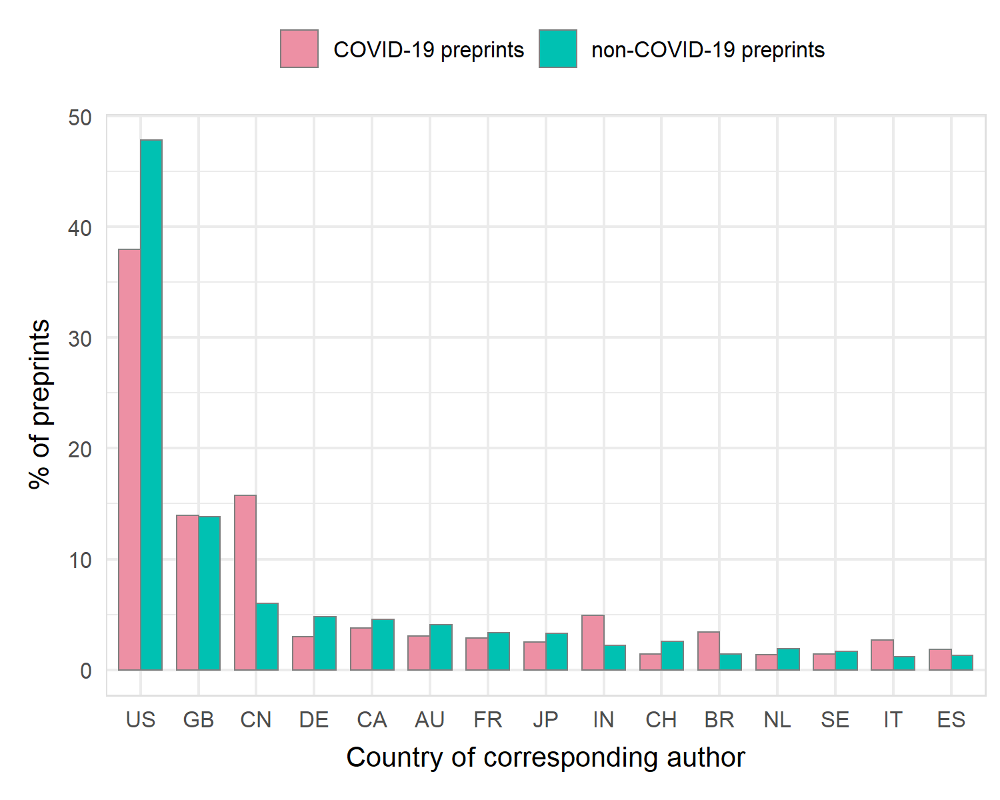 COVID-19 preprints non-COVID-19 preprints
50
40
30
20
10
0
% of preprints
US GB CN DE CA AU FR JP IN CH BR NL SE IT ES
Country of corresponding author